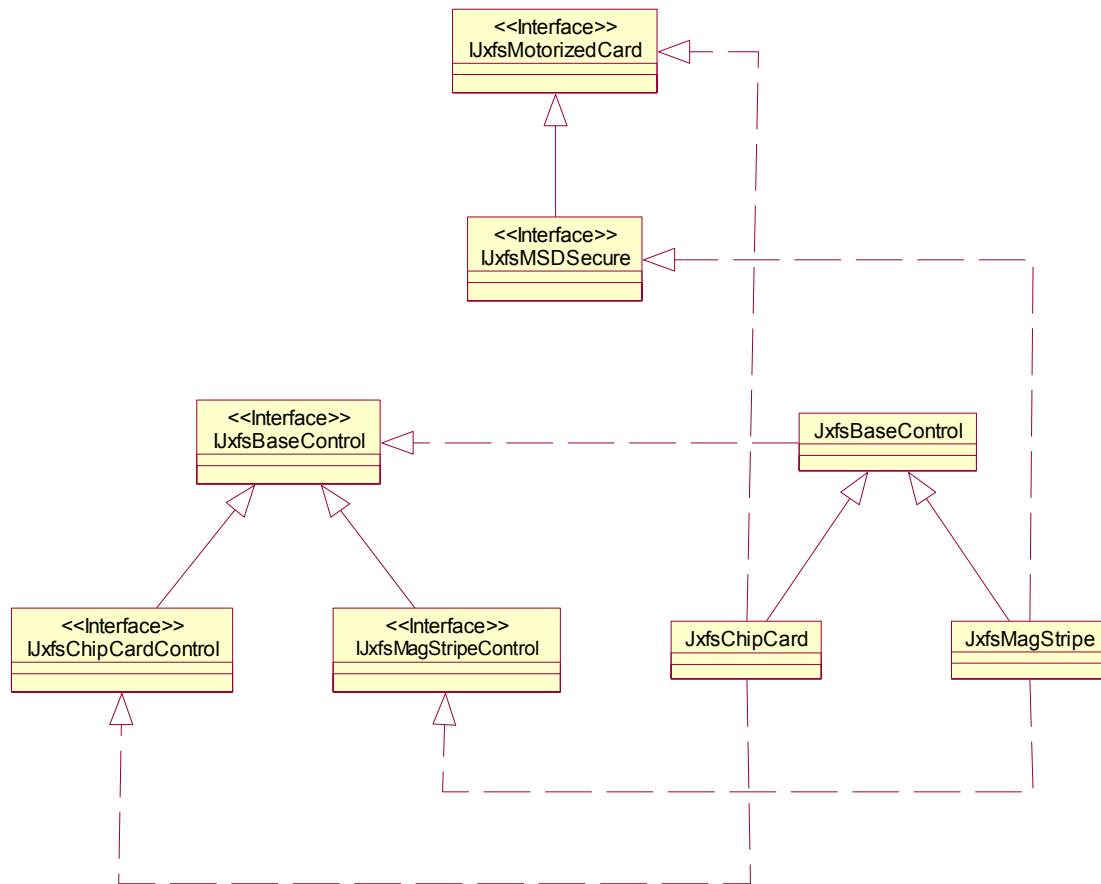 <<Interface>>
IJxfsMotorizedCard
<<Interface>>
IJxfsMSDSecure
<<Interface>>
IJxfsBaseControl
JxfsBaseControl
<<Interface>>
IJxfsChipCardControl
<<Interface>>
IJxfsMagStripeControl
JxfsChipCard
JxfsMagStripe